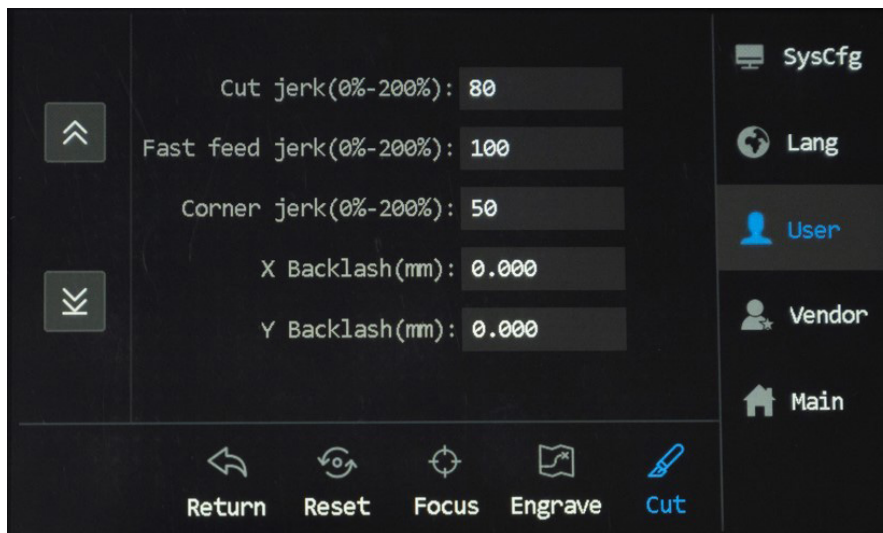 Cut jerk(0%-200%): 80
Fast feed jerk(0%-200%): 100
Corner jerk(0%-200%): 50
X Backlash(mm): 0.000
Y Backlash(mm): 0.000
SysCfg
Lang
User
Vendor
Main
Return
Reset
Focus
Engrave
Cut